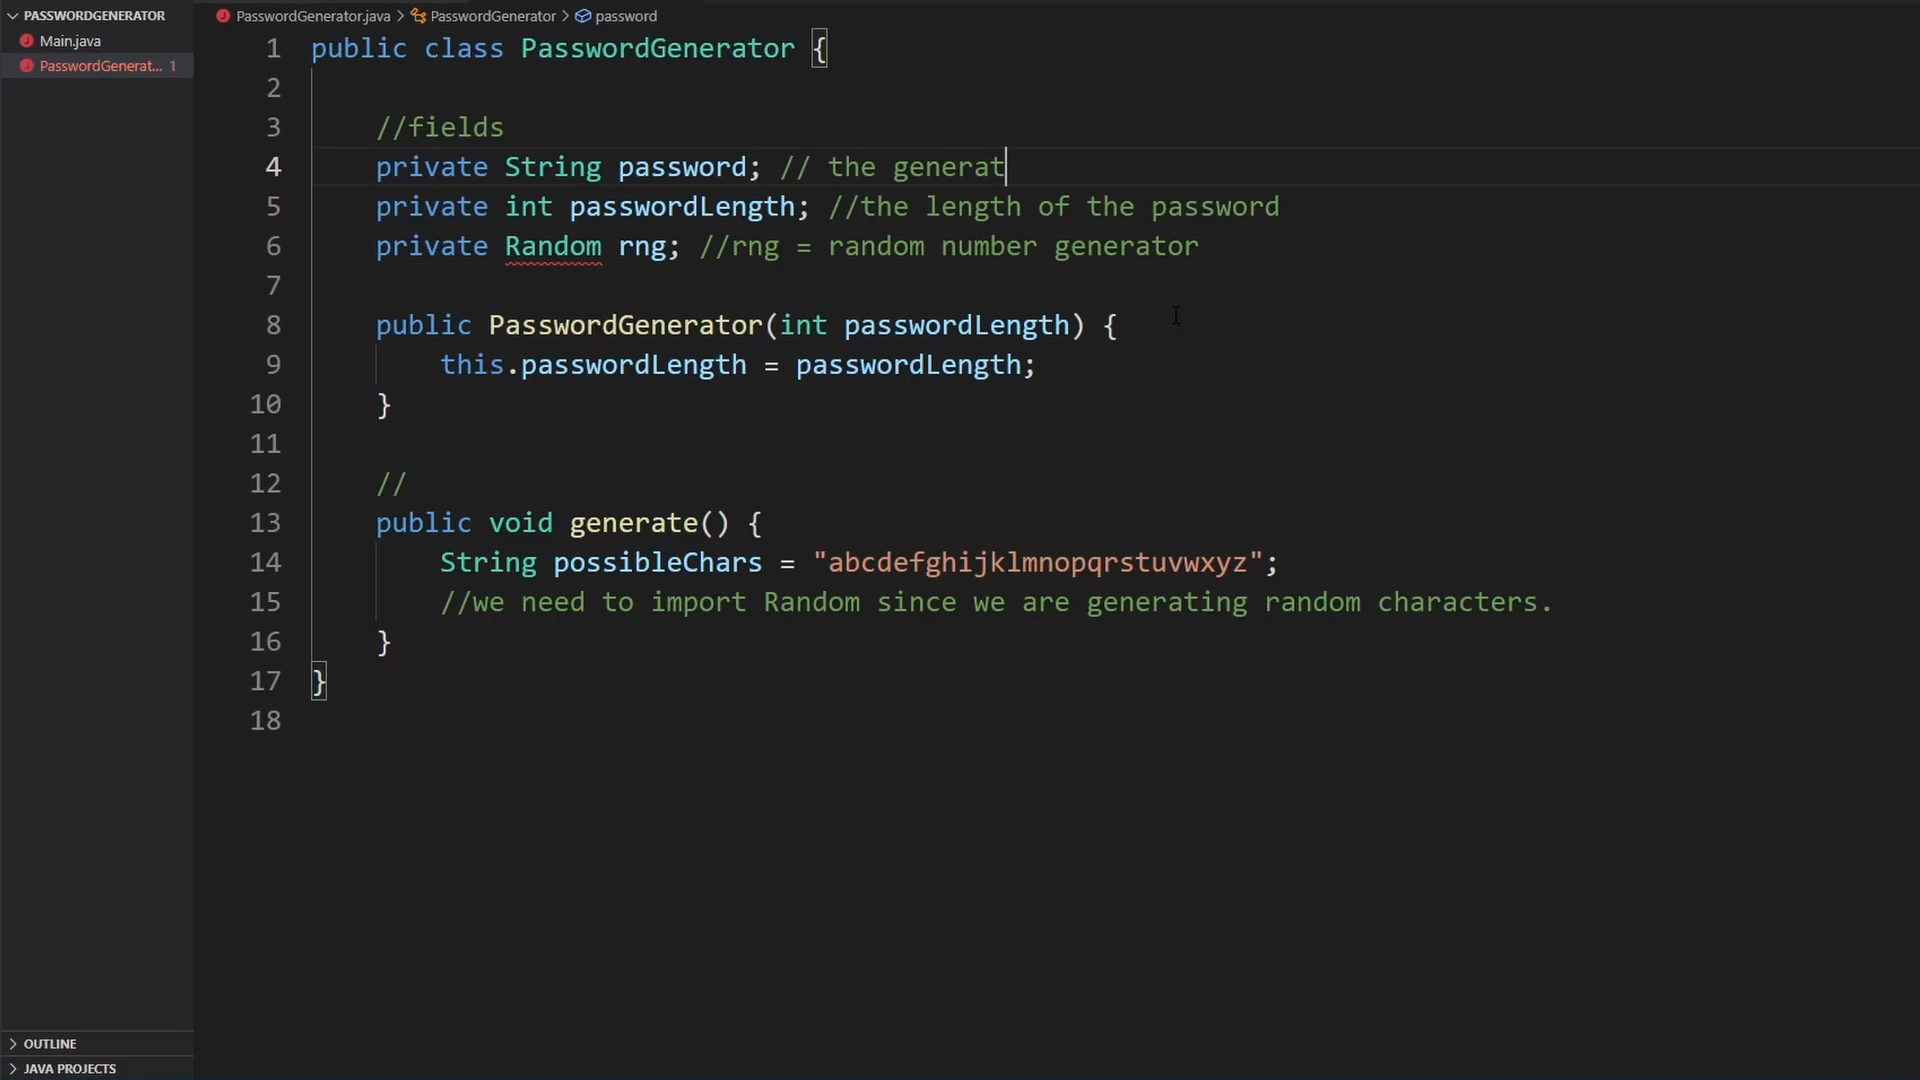 PASSWORDGENERATOR
Main.java
PasswordGenerat... 1
PasswordGenerator.java > PasswordGenerator > password
1 public class PasswordGenerator {
2
3 //fields
4 private String password; // the generat
5 private int passwordLength; //the length of the password
6 private Random rng; //rng = random number generator
7
8 public PasswordGenerator(int passwordLength) {
9 this.passwordLength = passwordLength;
10 }
11
12 //
13 public void generate() {
14 String possibleChars = "abcdefghijklmnopqrstuvwxyz";
15 //we need to import Random since we are generating random characters.
16 }
17 }
18
OUTLINE
JAVA PROJECTS